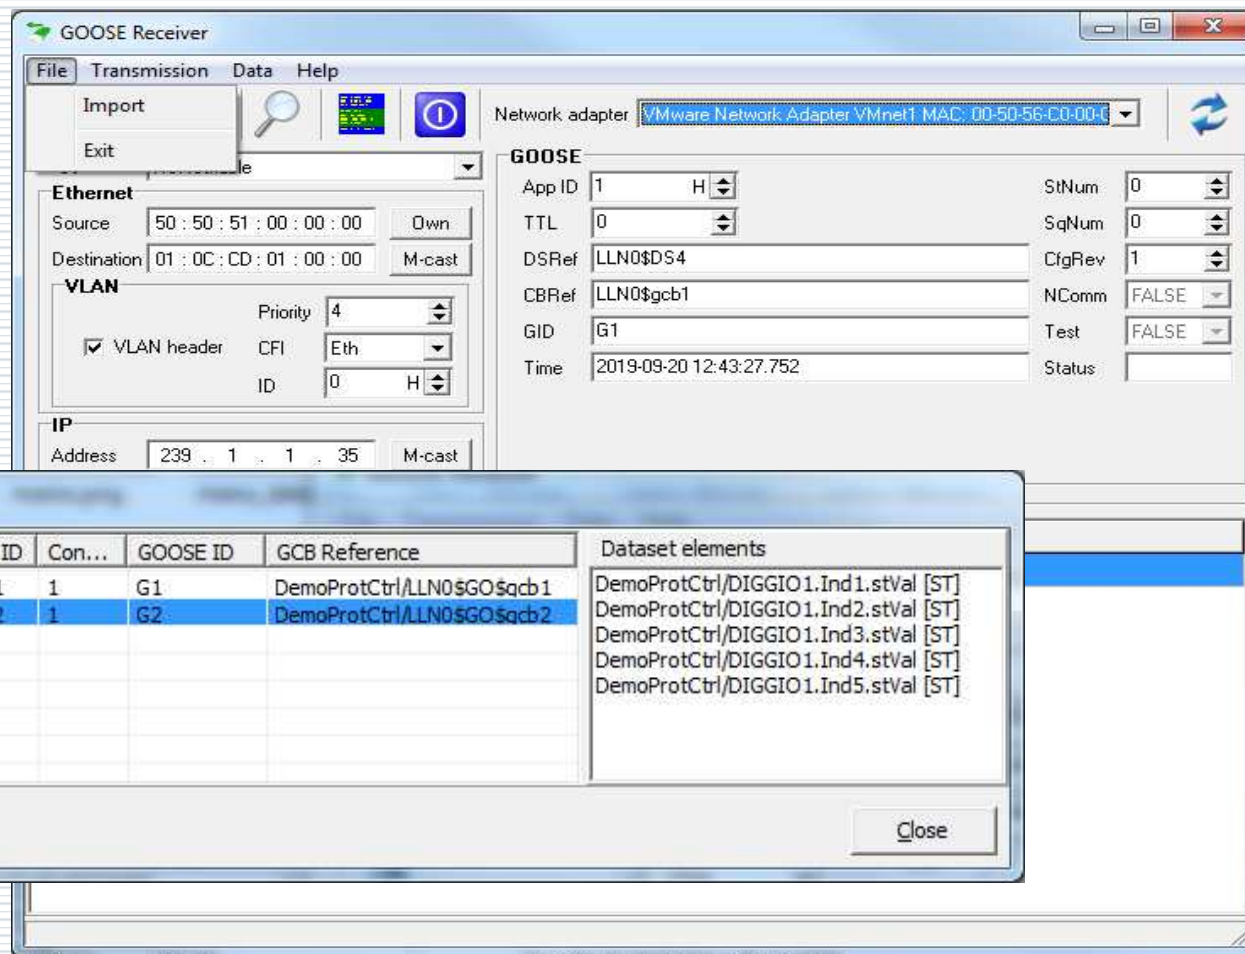 GOOSE Receiver
File Transmission Data Help
Import
Exit
Network adapter VMware Network Adapter VMnet1 MAC: 00-50-56-C0-00-
Ethernet
Source 50 : 50 : 51 : 00 : 00 : 00 Own
Destination 01 : 0C : CD : 01 : 00 : 00 M-cast
VLAN
Priority 4
VLAN header CFI Eth
ID 0 H
IP
Address 239 . 1 . 1 . 35 M-cast
GOOSE
App ID 1 H StNum 0
TTL 0 SqNum 0
DSRef LLN0$DS4 CfgRev 1
CBRef LLN0$gcb1 NComm FALSE
GID G1 Test FALSE
Time 2019-09-20 12:43:27.752 Status
ID Con... GOOSE ID GCB Reference
1 G1 DemoProtCtrl/LLN0$GO$gcb1
1 G2 DemoProtCtrl/LLN0$GO$gcb2
Dataset elements
DemoProtCtrl/DIGGIO1.Ind1.stVal [ST]
DemoProtCtrl/DIGGIO1.Ind2.stVal [ST]
DemoProtCtrl/DIGGIO1.Ind3.stVal [ST]
DemoProtCtrl/DIGGIO1.Ind4.stVal [ST]
DemoProtCtrl/DIGGIO1.Ind5.stVal [ST]
Close